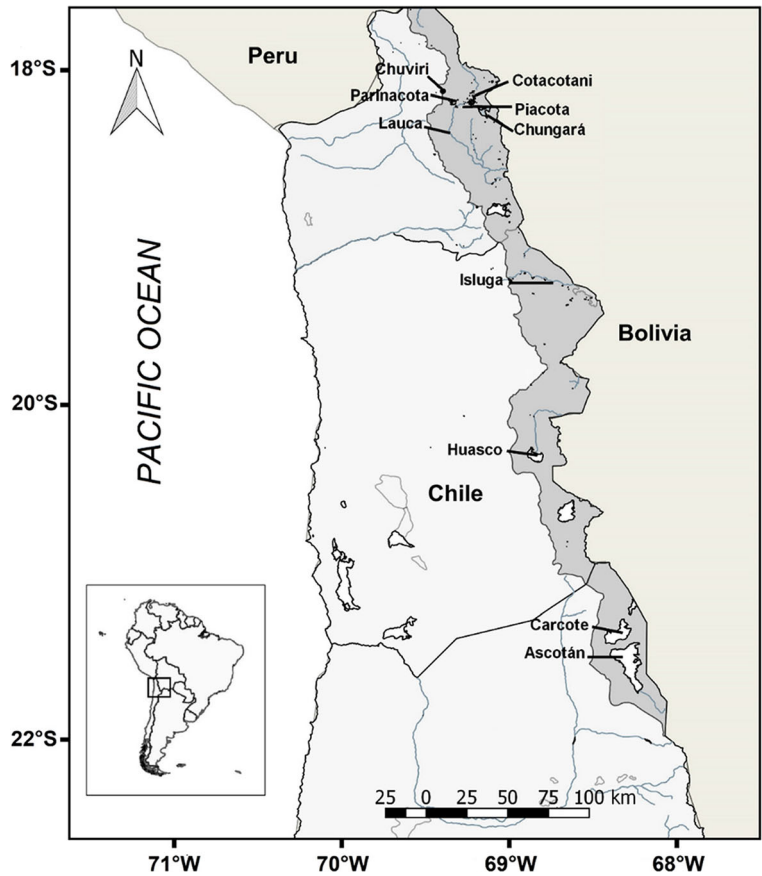 Peru
N
18°S
Chuviri
Cotacotani
Parinacota
Piacota
Lauca
Chungará
PACIFIC OCEAN
Isluga
Bolivia
20°S
Huasco
Chile
Carcote
Ascotán
22°S
25 0 25 50 75 100 km
71°W 70°W 69°W 68°W